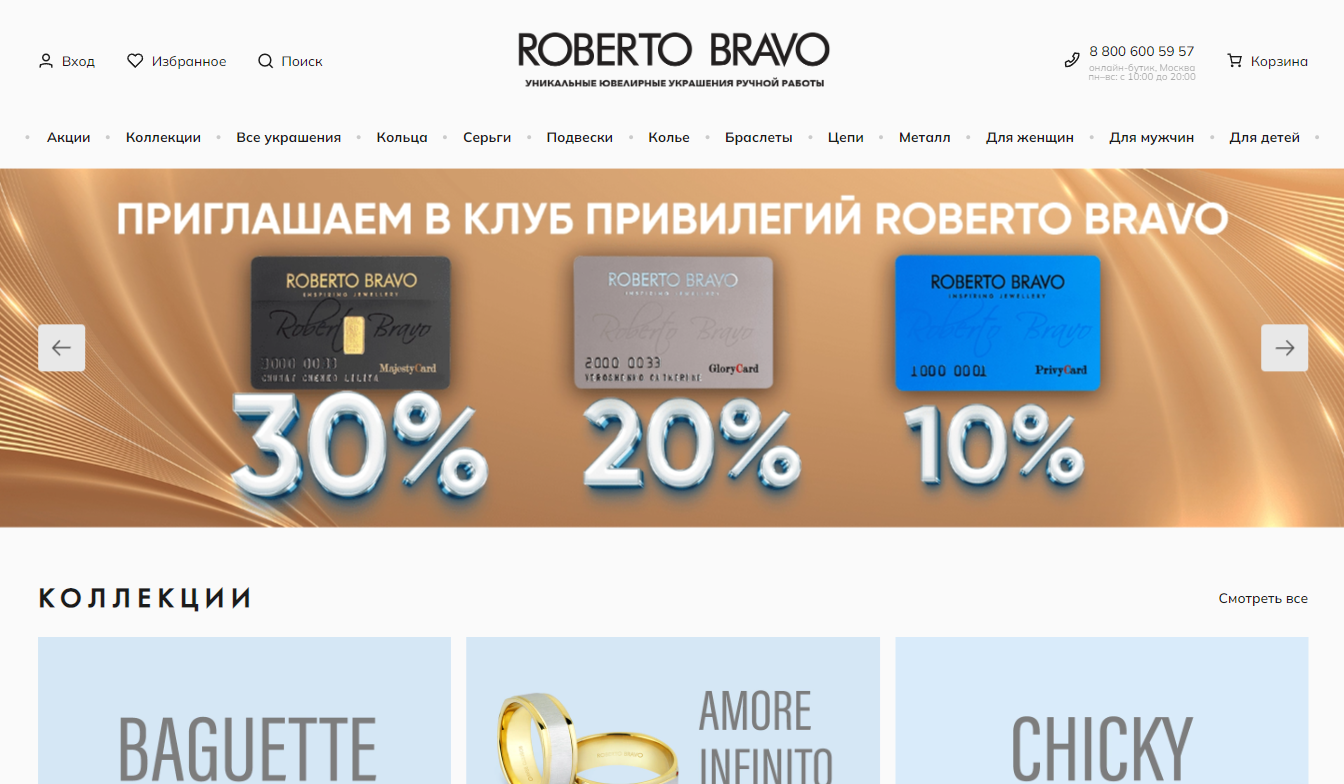 Вход
Избранное
Поиск
ROBERTO BRAVO
УНИКАЛЬНЫЕ ЮВЕЛИРНЫЕ УКРАШЕНИЯ РУЧНОЙ РАБОТЫ
8 800 600 59 57
онлайн-бутик, Москва
пн-вс: с 10:00 до 20:00
Корзина
Акции
Коллекции
Все украшения
Кольца
Серьги
Подвески
Колье
Браслеты
Цепи
Металл
Для женщин
Для мужчин
Для детей
ПРИГЛАШАЕМ В КЛУБ ПРИВИЛЕГИЙ ROBERTO BRAVO
ROBERTO BRAVO
INSPIRING JEWELLERY
Roberto Bravo
MajestyCard
30%
ROBERTO BRAVO
INSPIRING JEWELLERY
Roberto Bravo
2000 0033
GloryCard
20%
ROBERTO BRAVO
INSPIRING JEWELLERY
Roberto Bravo
1000 0001
PrivyCard
10%
КОЛЛЕКЦИИ
Смотреть все
BAGUETTE
AMORE
INFINITO
CHICKY